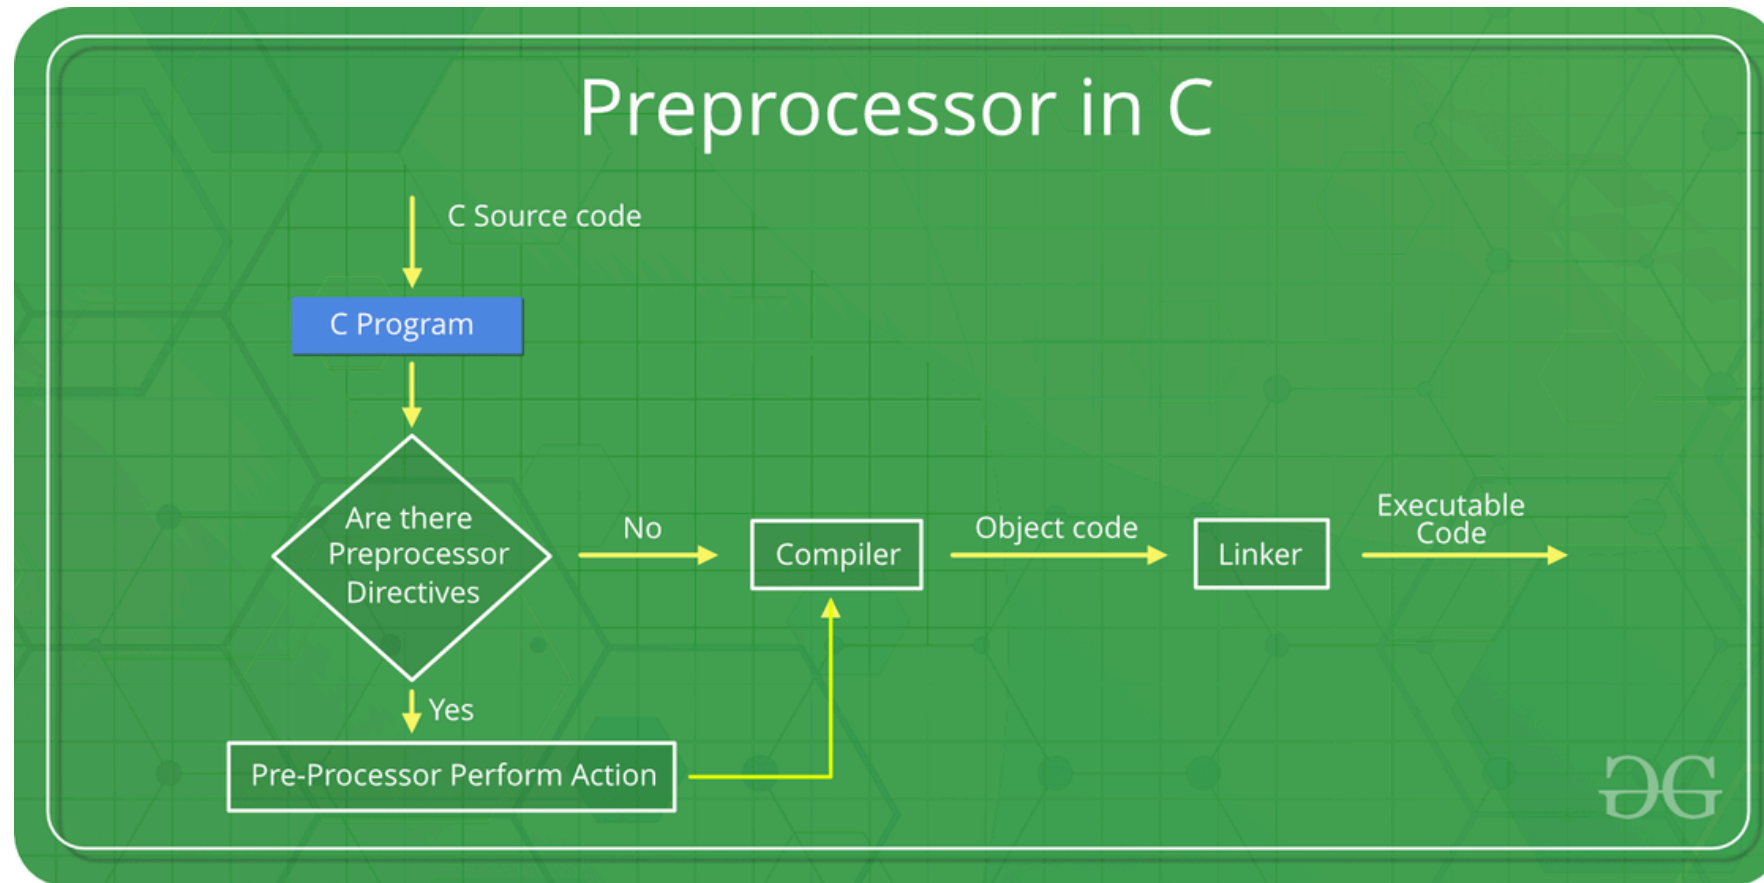 Preprocessor in C
C Source code
C Program
Are there
Preprocessor
Directives
No
Compiler
Object code
Linker
Executable
Code
Yes
Pre-Processor Perform Action